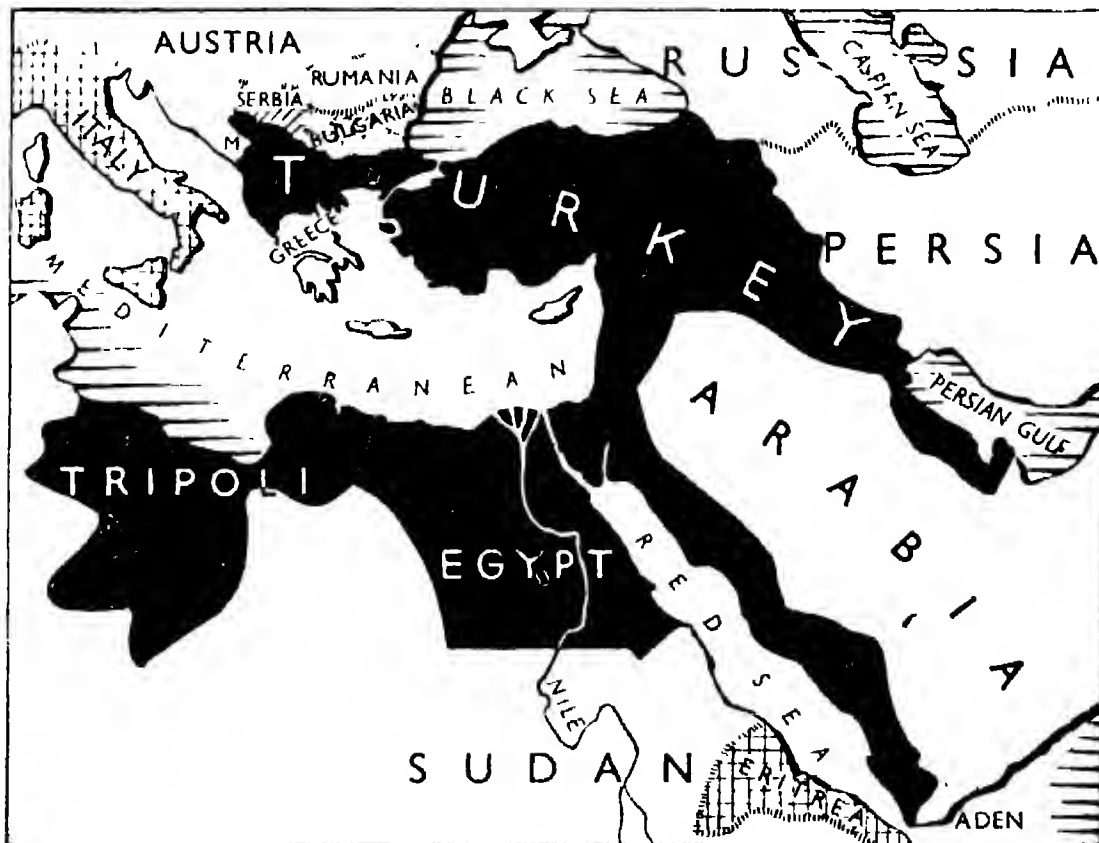 AUSTRIA
RUMANIA
SERBIA
BULGARIA
M
ITALY
BLACK SEA
RUSSIA
CASPIAN SEA
TURKEY
GREECE
PERSIA
MEDITERRANEAN
PERSIAN GULF
ARABIA
TRIPOLI
EGYPT
RED SEA
NILE
SUDAN
ERITREA
ADEN